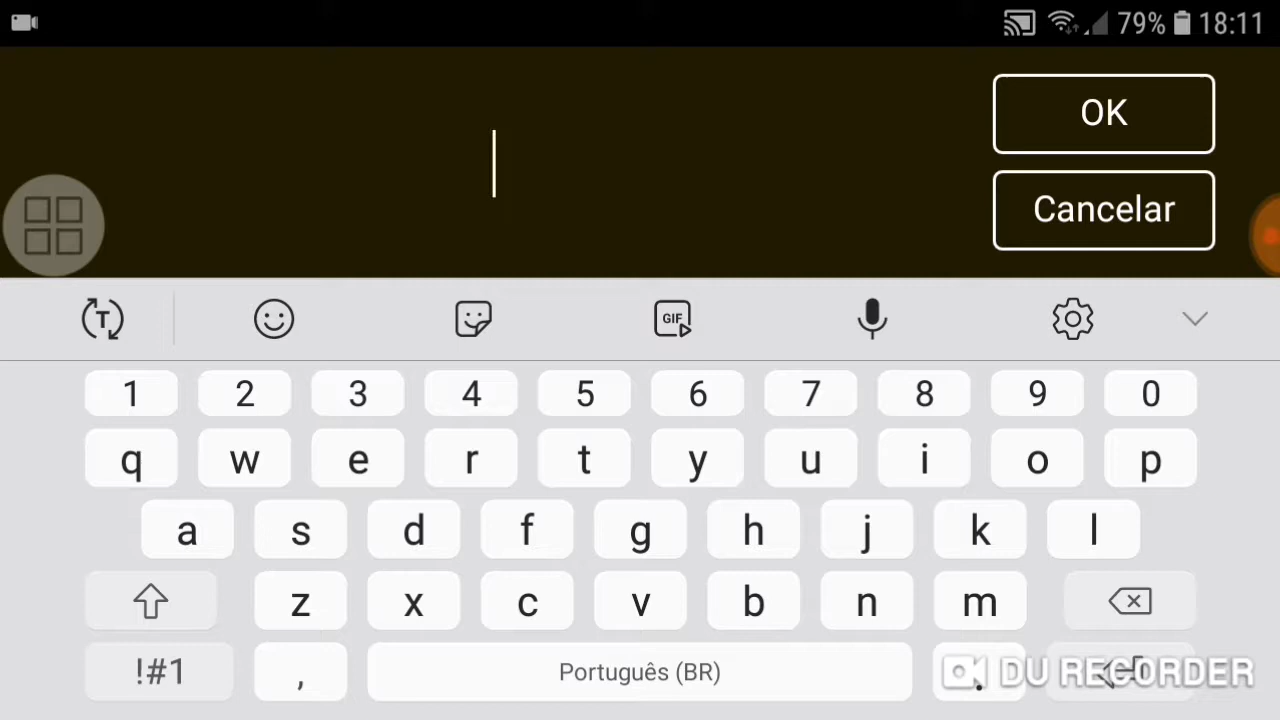 79% 18:11
OK
Cancelar
T GIF
1 2 3 4 5 6 7 8 9 0
q w e r t y u i o p
a s d f g h j k l
z x c v b n m
!#1 , Português (BR) .
DU RECORDER